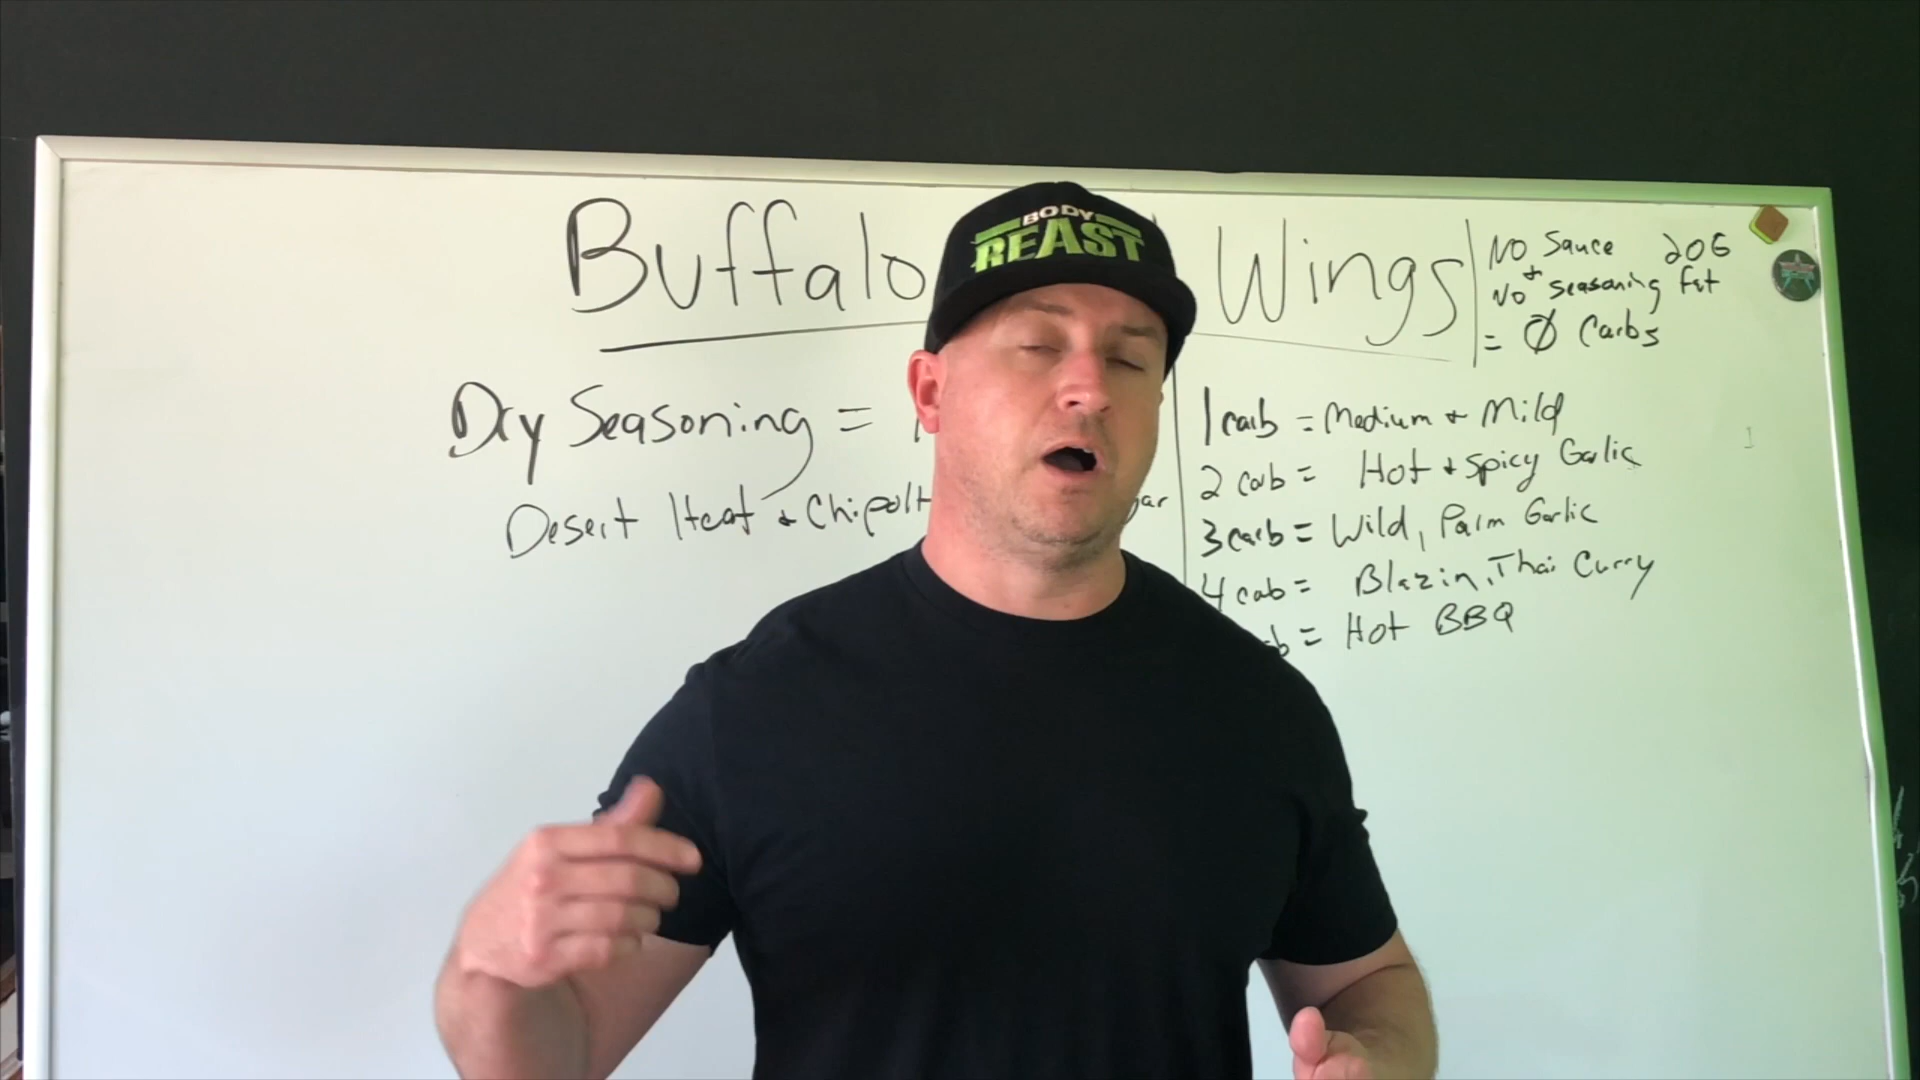 Buffalo Wings
No Sauce 20G
No + seasoning Fat
= Ø Carbs
BODY
BEAST
Dry Seasoning =
Desert Heat + Chipolt
1 carb = Medium + Mild
2 carb = Hot + Spicy Garlic
3 carb = Wild, Parm Garlic
4 cab = Blazin, Thai Curry
b = Hot BBQ